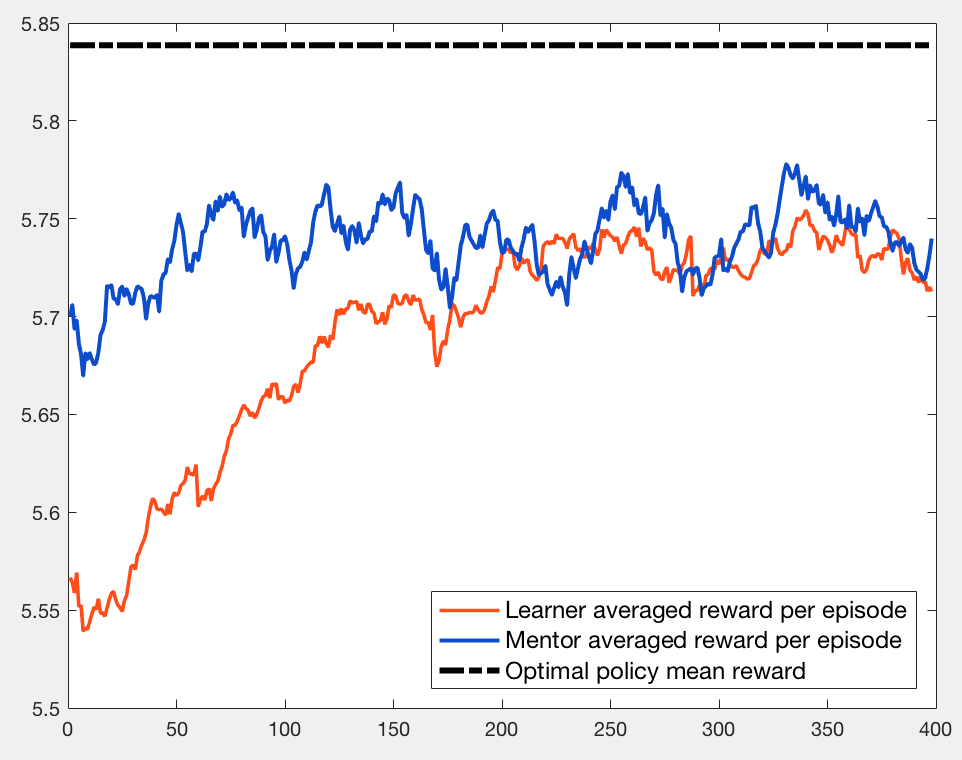 5.85
5.8
5.75
5.7
5.65
5.6
5.55
5.5
0 50 100 150 200 250 300 350 400
Learner averaged reward per episode
Mentor averaged reward per episode
Optimal policy mean reward